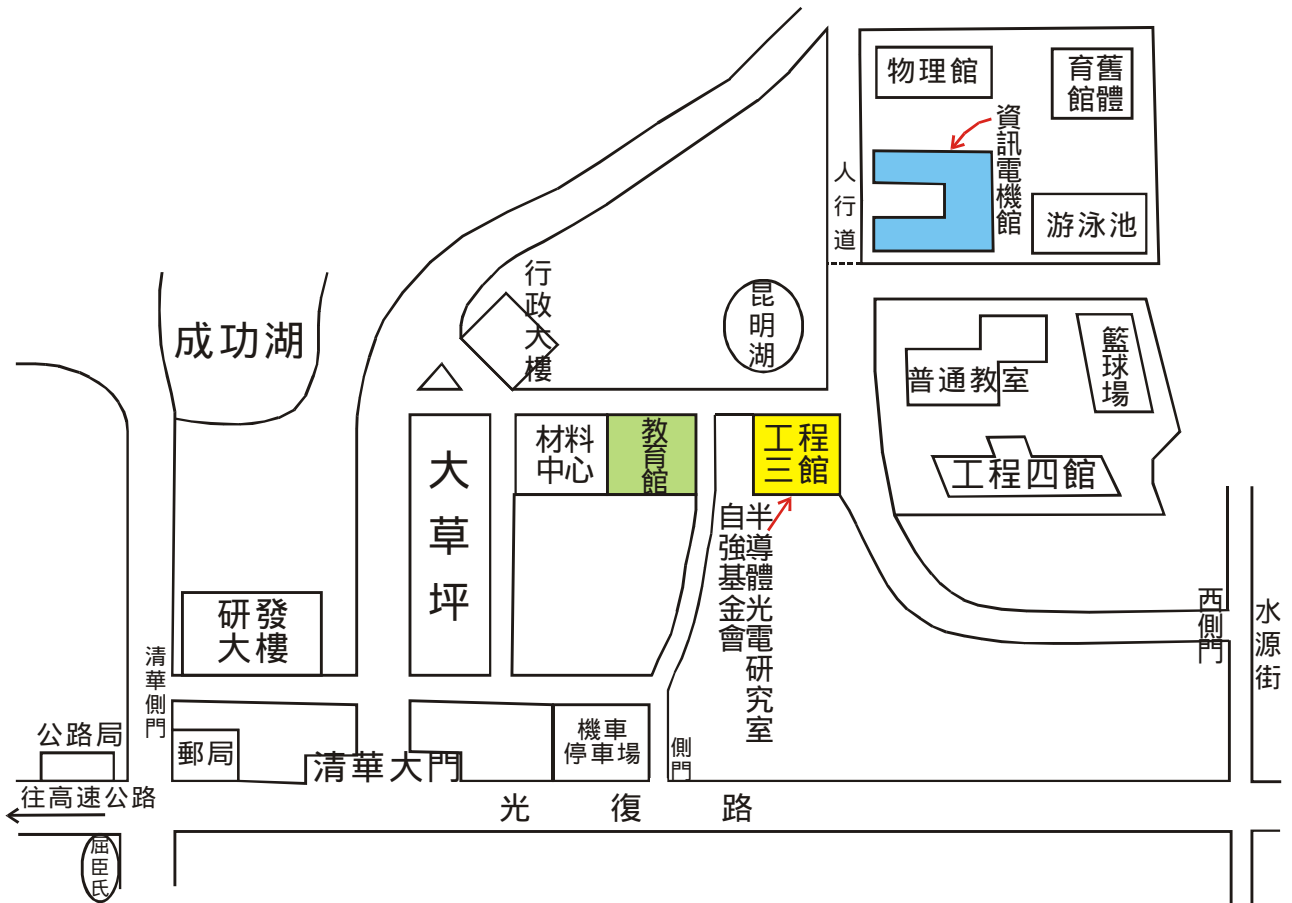 物理館
育舊
館體
資訊電機館
人行道
游泳池
行政大樓
昆明湖
成功湖
普通教室
籃球場
材料
中心
教育館
工程
三館
工程四館
大草坪
自強基金會
半導體光電研究室
研發
大樓
西側門
水源街
清華側門
公路局
郵局
清華大門
機車
停車場
側門
往高速公路
光復路
屈臣氏